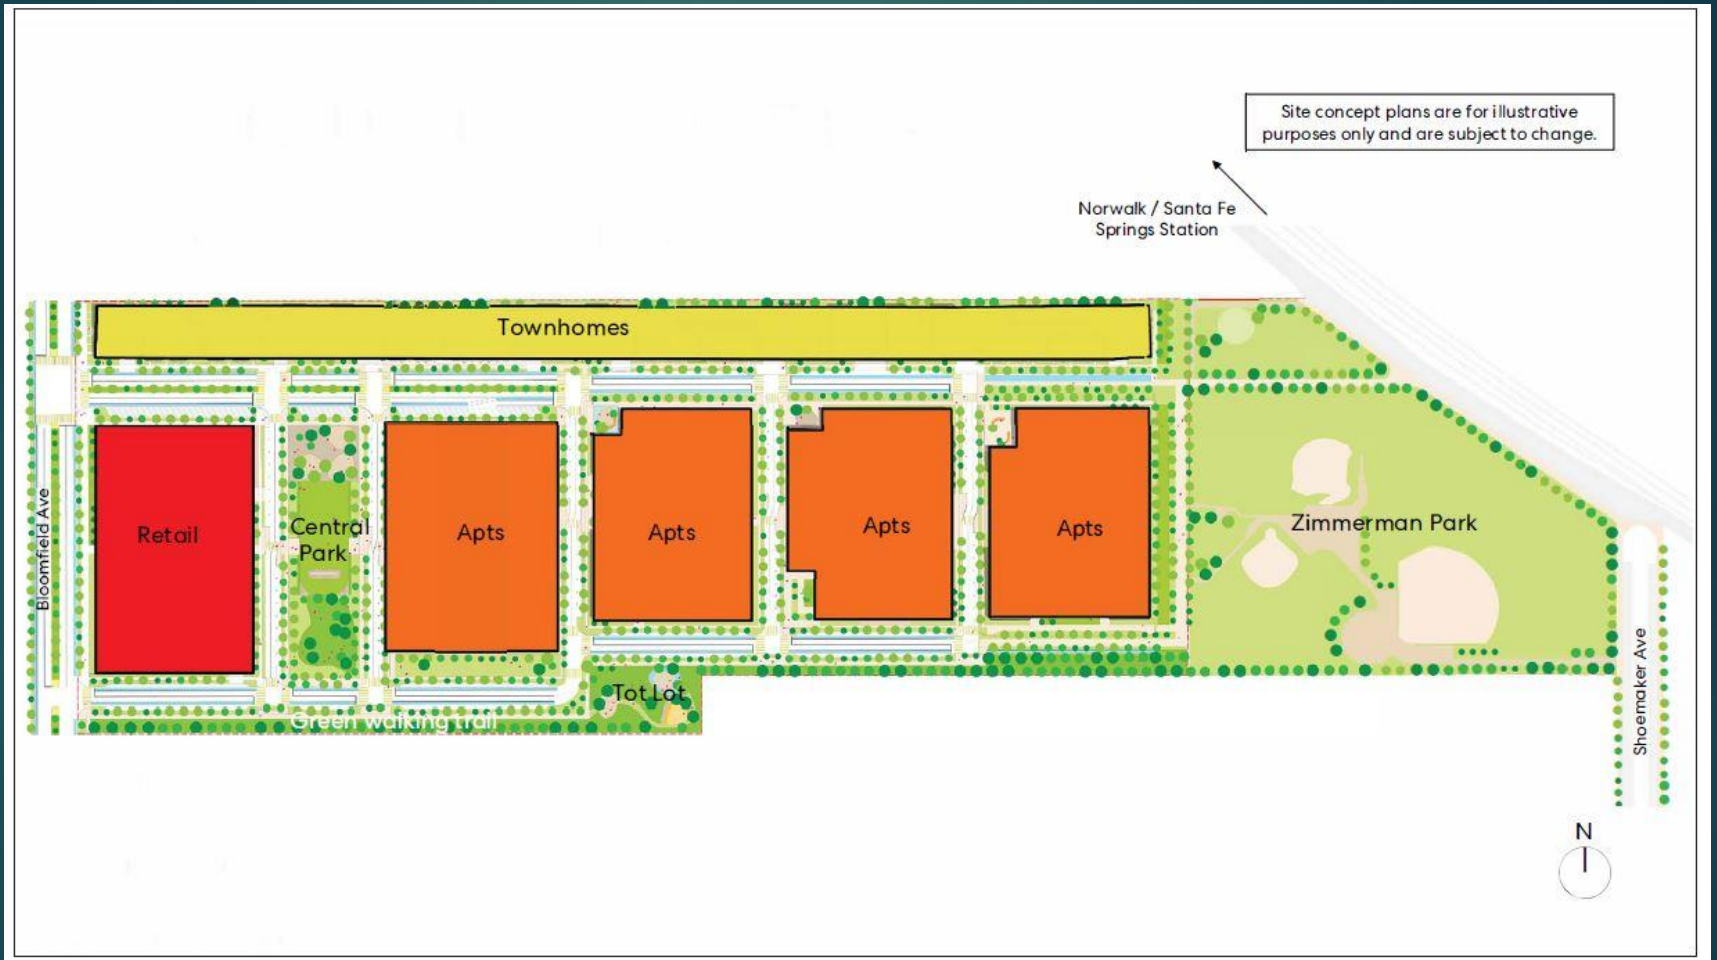 Site concept plans are for illustrative
purposes only and are subject to change.
Norwalk / Santa Fe
Springs Station
Townhomes
Bloomfield Ave
Retail
Central
Park
Apts
Apts
Apts
Apts
Zimmerman Park
Tot Lot
Green walking trail
Shoemaker Ave
N